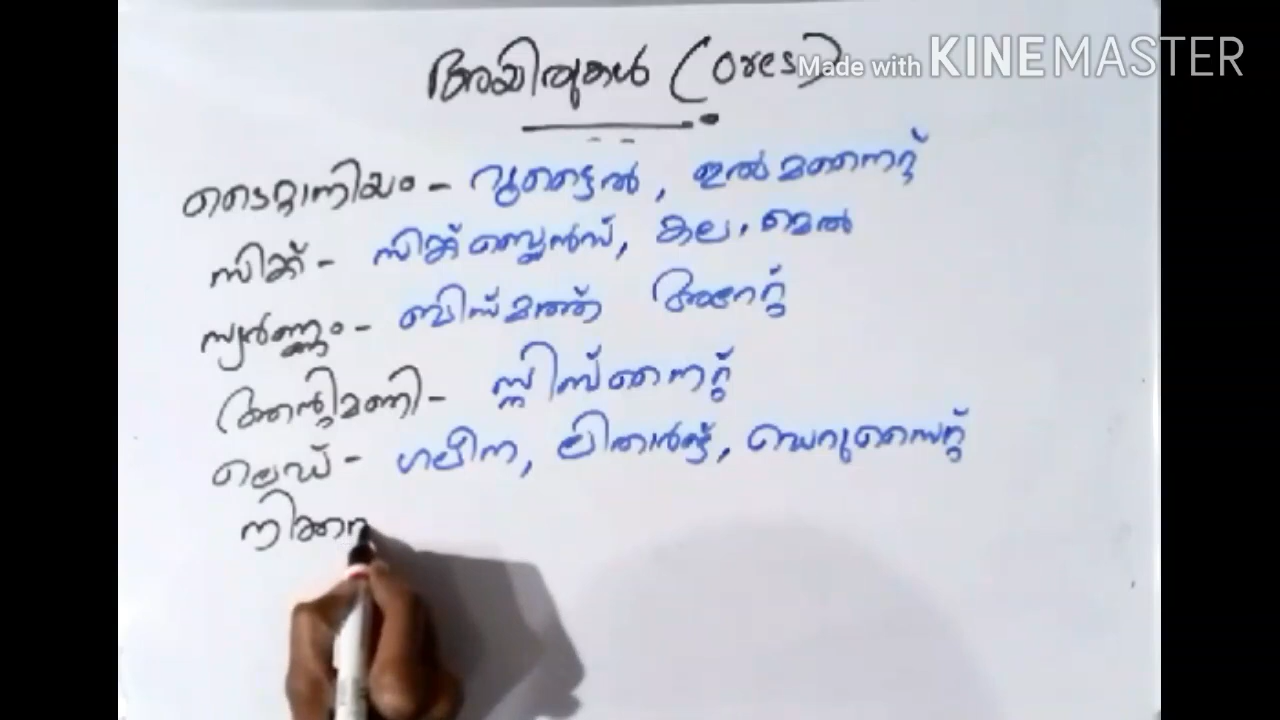 അയിരുകൾ (Ores)
Made with KINEMASTER
ടൈറ്റാനിയം - റൂട്ടൈൽ, ഇൽമനൈറ്റ്
സിങ്ക് - സിങ്ക് ബ്ലെൻഡ്, കലാമൈൽ
സ്വർണ്ണം - ബിസ്മത്ത് അറേറ്റ്
ആന്റിമണി - സ്റ്റിബ്നൈറ്റ്
ലെഡ് - ഗലീന, ലിതാർജ്, സെറുസൈറ്റ്
നിക്ക